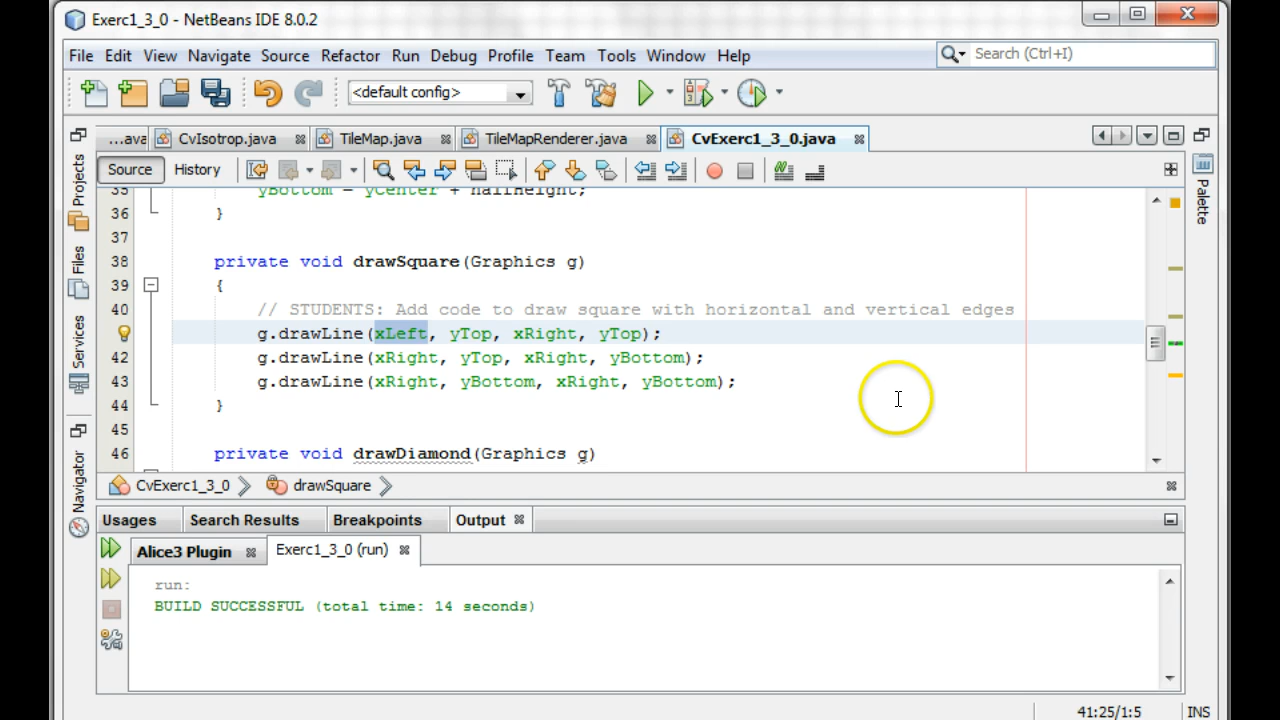 Exerc1_3_0 - NetBeans IDE 8.0.2
File Edit View Navigate Source Refactor Run Debug Profile Team Tools Window Help
Search (Ctrl+I)
<default config>
...ava CvIsotrop.java TileMap.java TileMapRenderer.java CvExerc1_3_0.java
Source History
Projects
Files
Services
Navigator
Palette
35 yBottom = yCenter + halfHeight;
36 }
37
38 private void drawSquare(Graphics g)
39 {
40 // STUDENTS: Add code to draw square with horizontal and vertical edges
g.drawLine(xLeft, yTop, xRight, yTop);
42 g.drawLine(xRight, yTop, xRight, yBottom);
43 g.drawLine(xRight, yBottom, xRight, yBottom);
44 }
45
46 private void drawDiamond(Graphics g)
CvExerc1_3_0 drawSquare
Usages Search Results Breakpoints Output
Alice3 Plugin Exerc1_3_0 (run)
run:
BUILD SUCCESSFUL (total time: 14 seconds)
41:25/1:5 INS